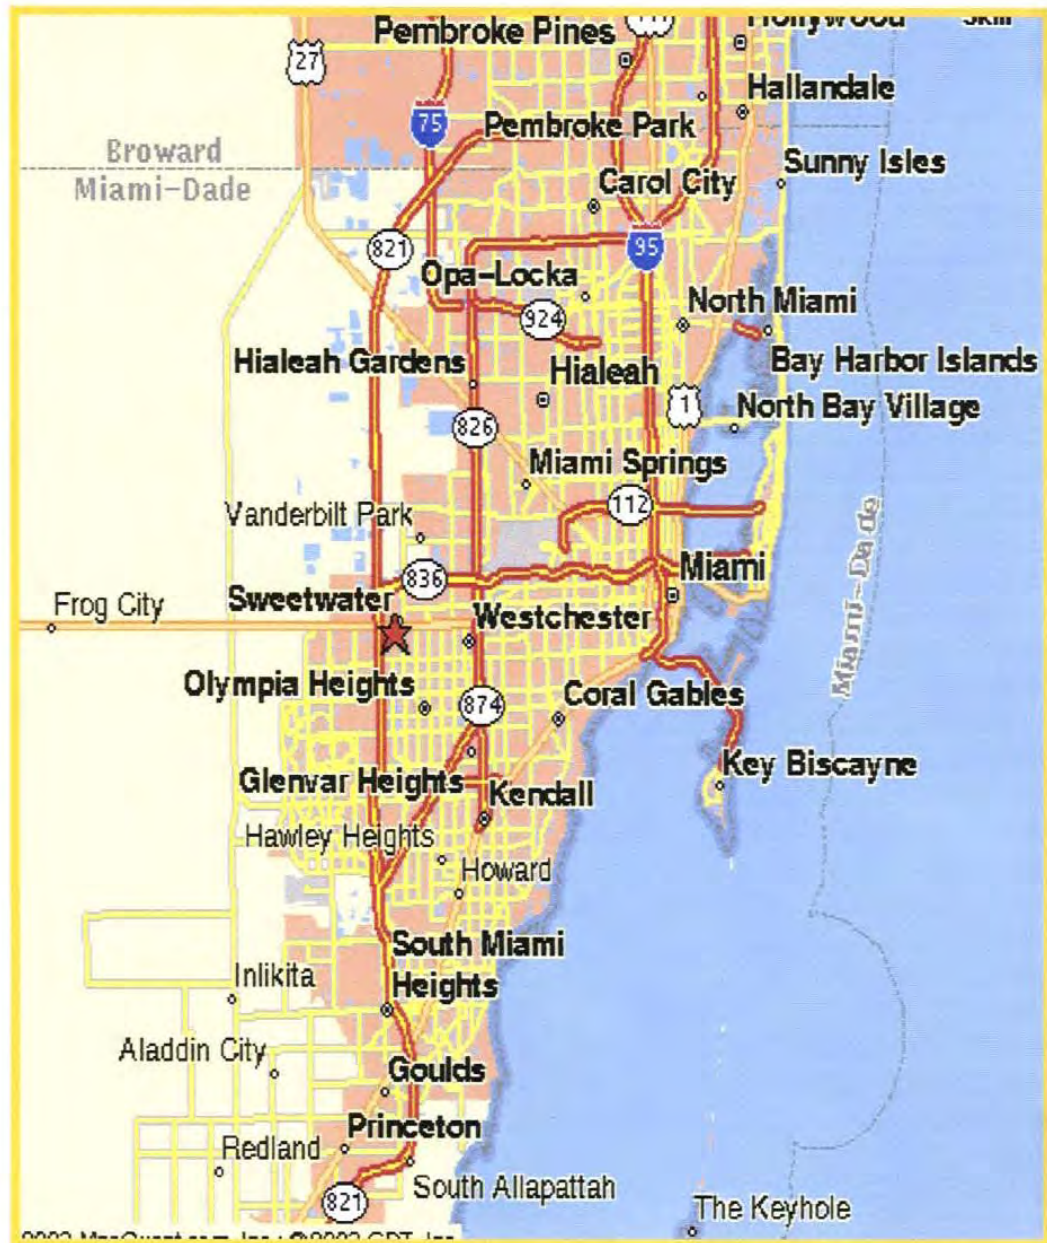 Pembroke Pines
Hollywood
27
Hallandale
75
Pembroke Park
Broward
Sunny Isles
Miami-Dade
Carol City
821
95
Opa-Locka
North Miami
924
Hialeah Gardens
Hialeah
Bay Harbor Islands
1
North Bay Village
826
Miami Springs
112
Vanderbilt Park
Miami-Dade
836
Miami
Sweetwater
Frog City
Westchester
Olympia Heights
874
Coral Gables
Glenvar Heights
Key Biscayne
Kendall
Hawley Heights
Howard
South Miami
Heights
Inlikita
Aladdin City
Goulds
Princeton
Redland
South Allapattah
821
The Keyhole